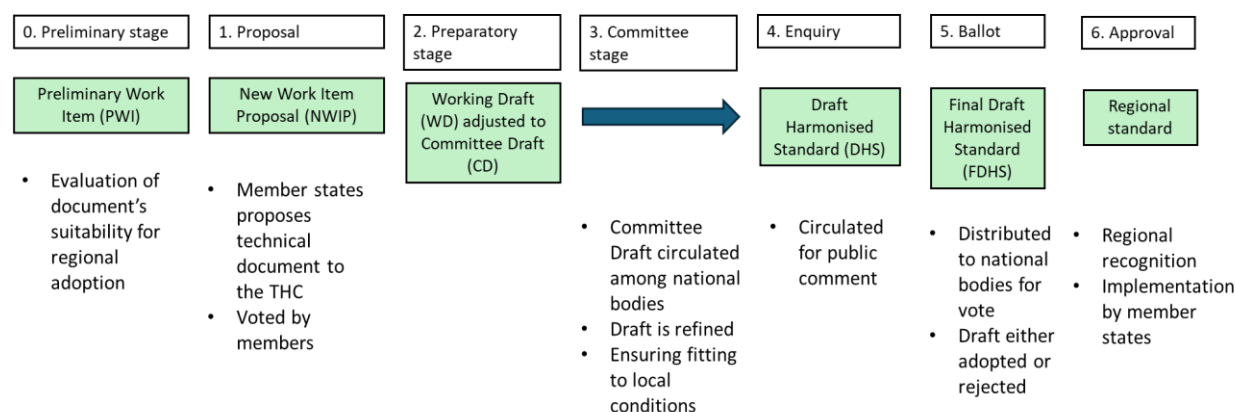 0. Preliminary stage
1. Proposal
2. Preparatory
stage
3. Committee
stage
4. Enquiry
5. Ballot
6. Approval
Preliminary Work
Item (PWI)
New Work Item
Proposal (NWIP)
Working Draft
(WD) adjusted to
Committee Draft
(CD)
Draft
Harmonised
Standard (DHS)
Final Draft
Harmonised
Standard
(FDHS)
Regional
standard
• Evaluation of
document's
suitability for
regional
adoption
• Member states
proposes
technical
document to
the THC
• Voted by
members
• Committee
Draft circulated
among national
bodies
• Draft is refined
• Ensuring fitting
to local
conditions
• Circulated
for public
comment
• Distributed
to national
bodies for
vote
• Draft either
adopted or
rejected
• Regional
recognition
• Implementation
by member
states